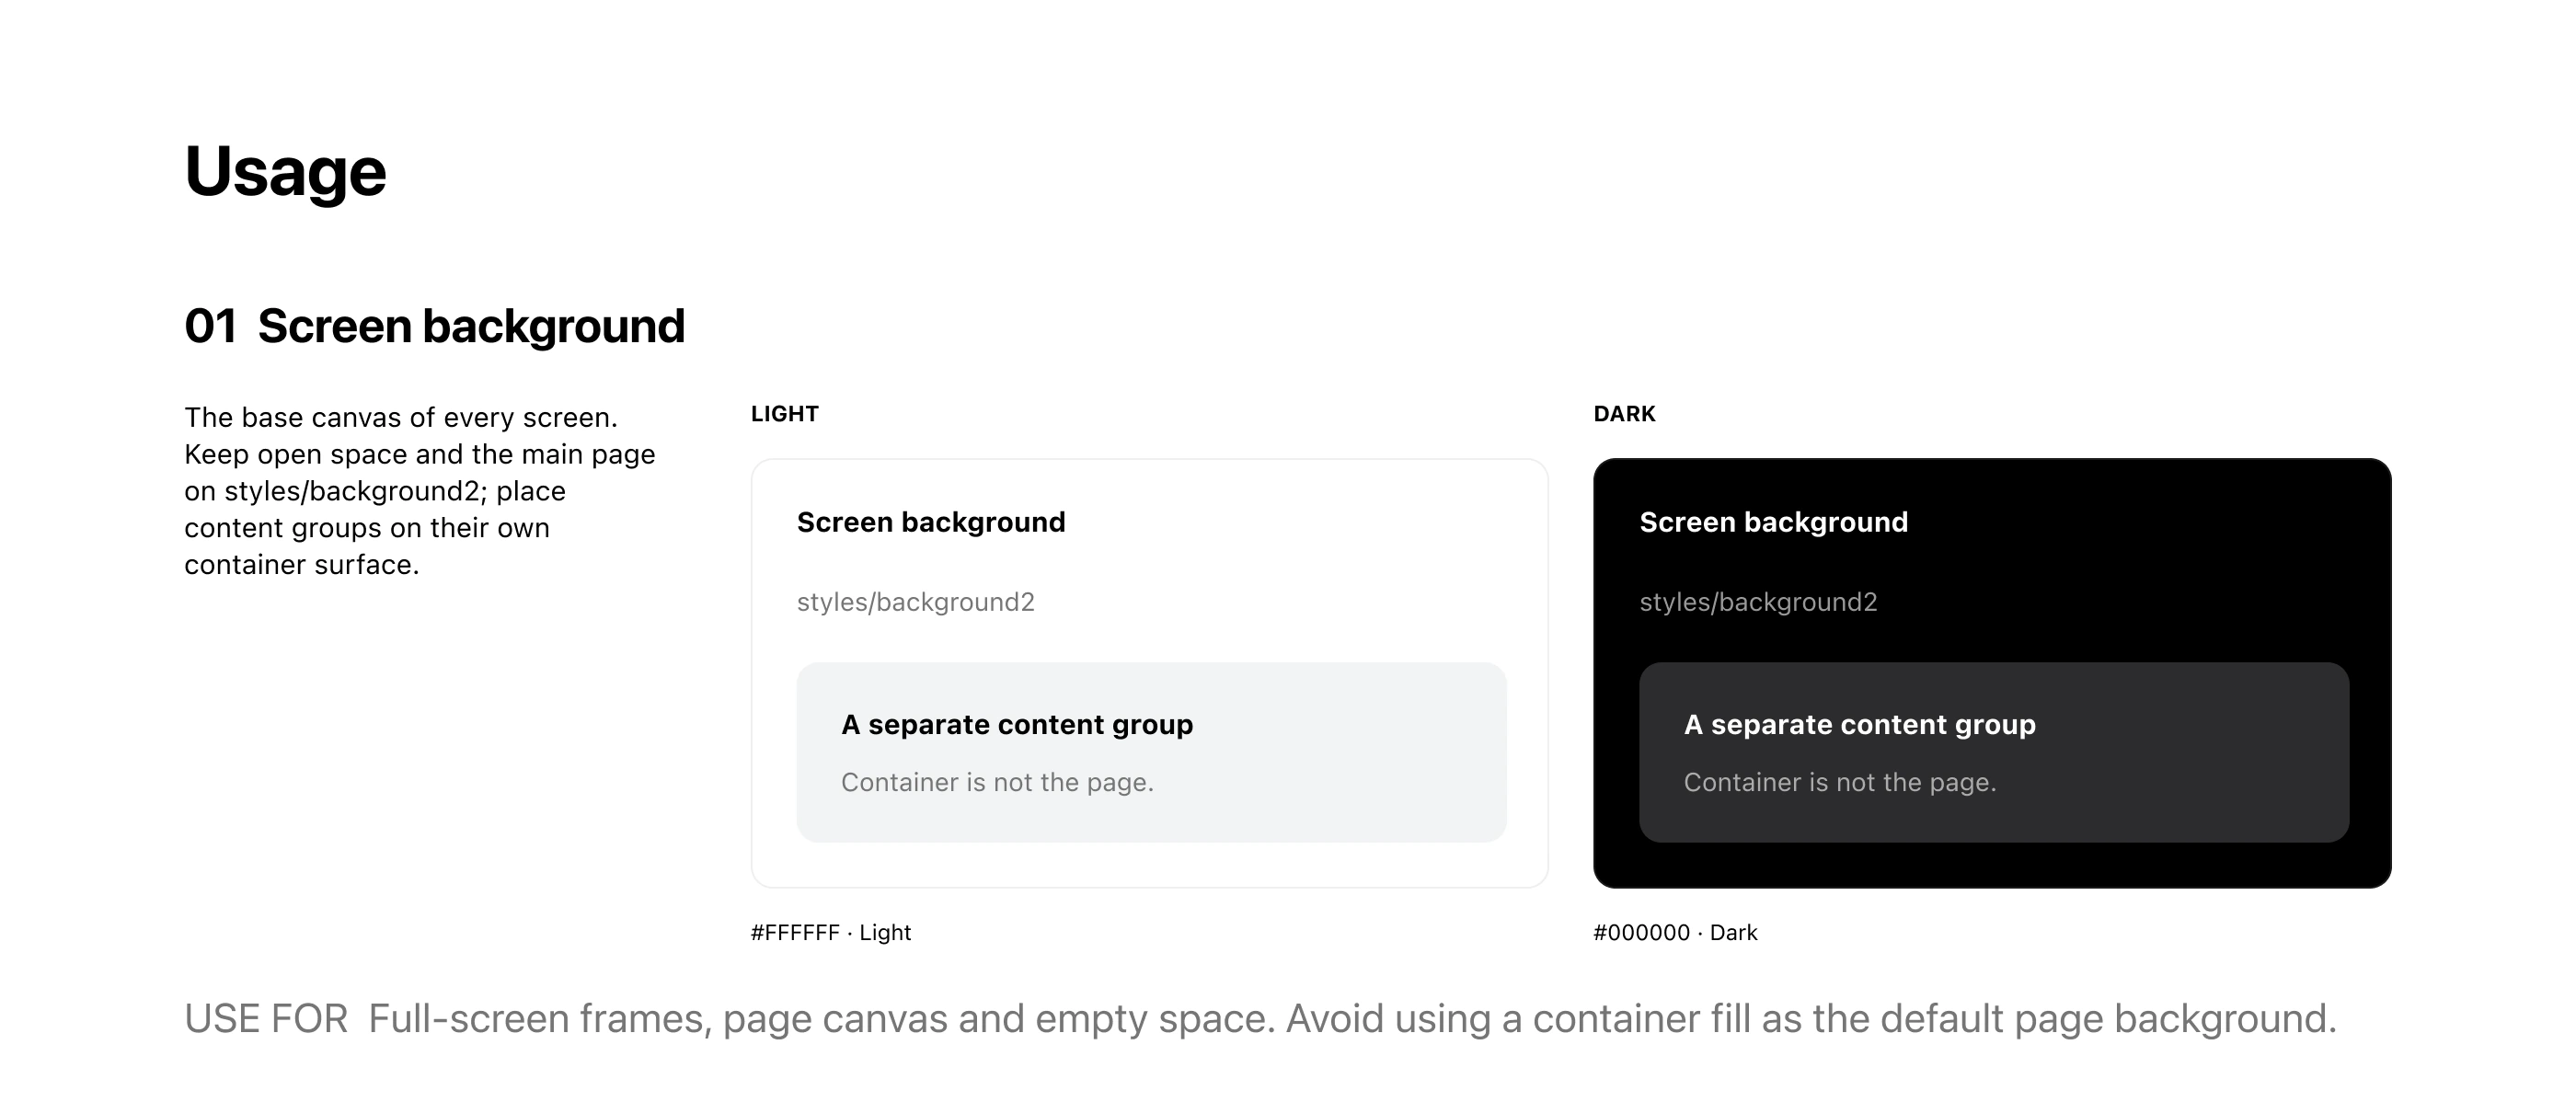 Usage
01 Screen background
The base canvas of every screen.
Keep open space and the main page
on styles/background2; place
content groups on their own
container surface.
LIGHT
Screen background
styles/background2
A separate content group
Container is not the page.
#FFFFFF · Light
DARK
Screen background
styles/background2
A separate content group
Container is not the page.
#000000 · Dark
USE FOR Full-screen frames, page canvas and empty space. Avoid using a container fill as the default page background.